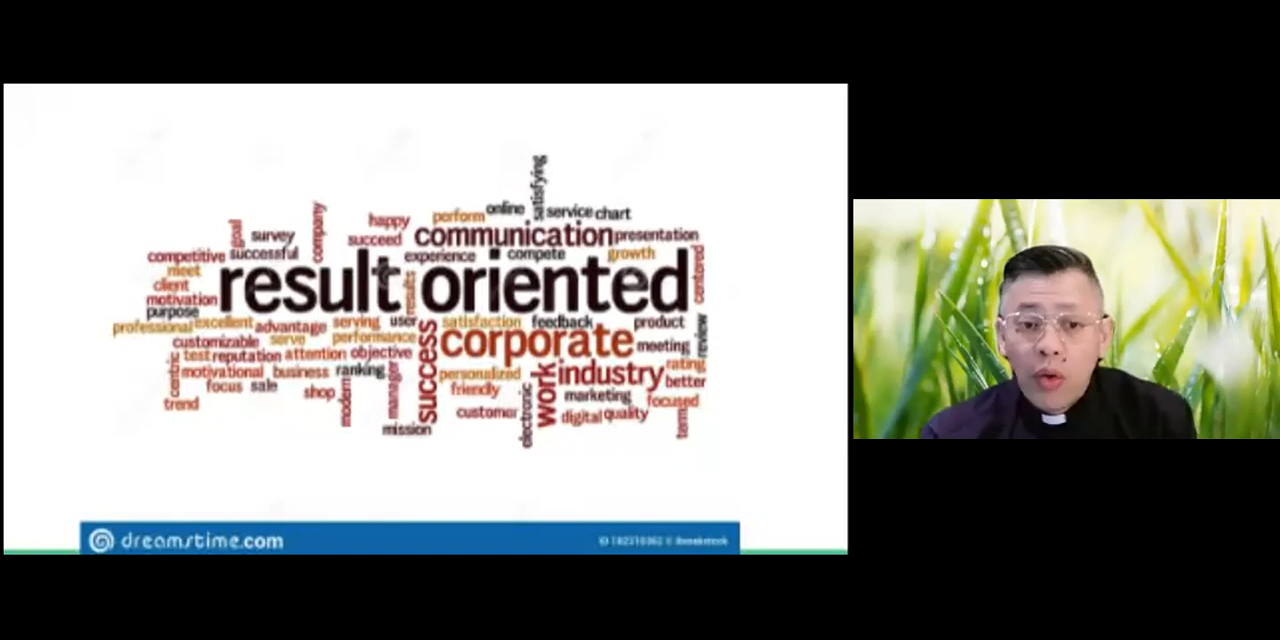 satisfying
online
service chart
perform
happy
goal
company
survey
succeed
communication
presentation
competitive
successful
experience
compete
growth
centered
meet
client
motivation
result oriented
results
purpose
professional
excellent
advantage
serving
user
satisfaction
feedback
product
review
customizable
serve
performance
success
corporate
meeting
centric
test
reputation
attention
objective
rating
motivational
business
ranking
manager
personalized
work
industry
better
focus
sale
shop
modern
friendly
marketing
focused
trend
customer
electronic
digital
quality
term
mission
dreamstime.com